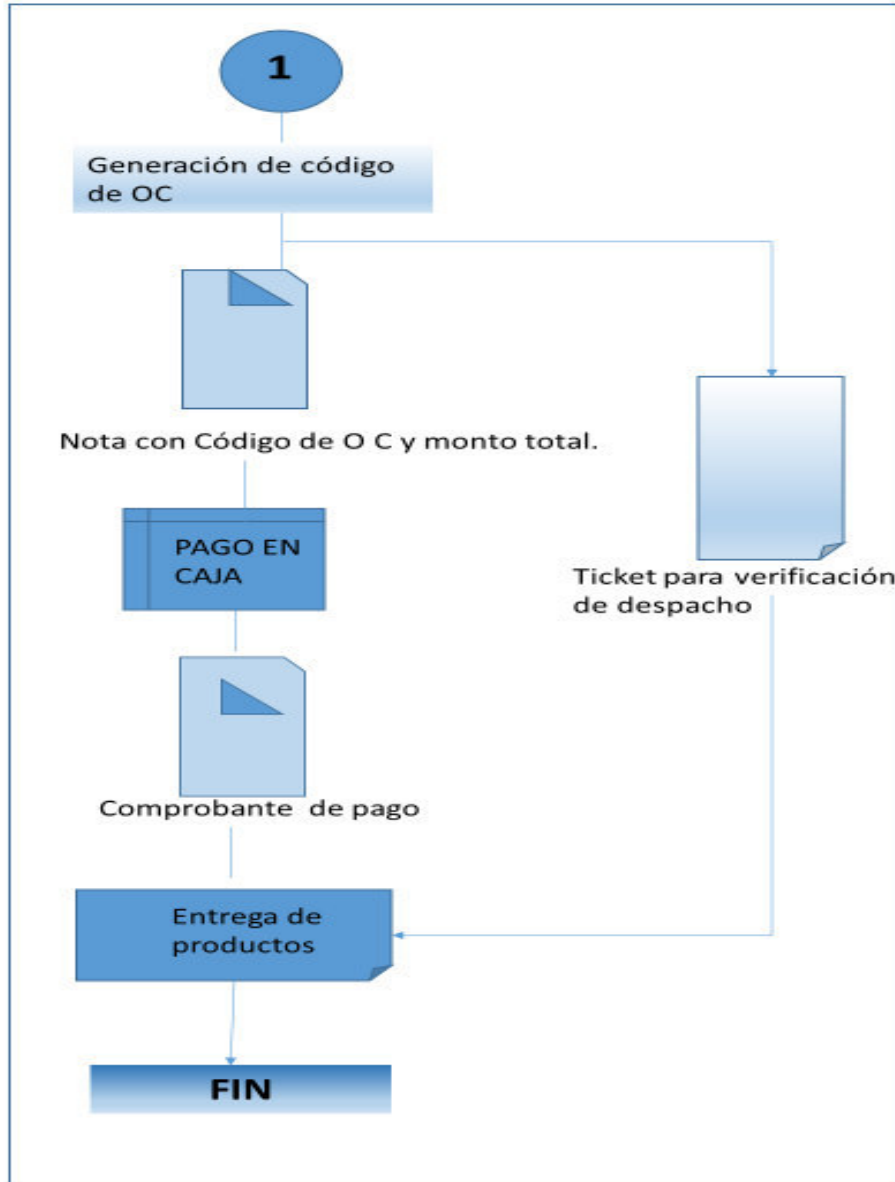 1
Generación de código
de OC
Nota con Código de O C y monto total.
PAGO EN
CAJA
Ticket para verificación
de despacho
Comprobante de pago
Entrega de
productos
FIN